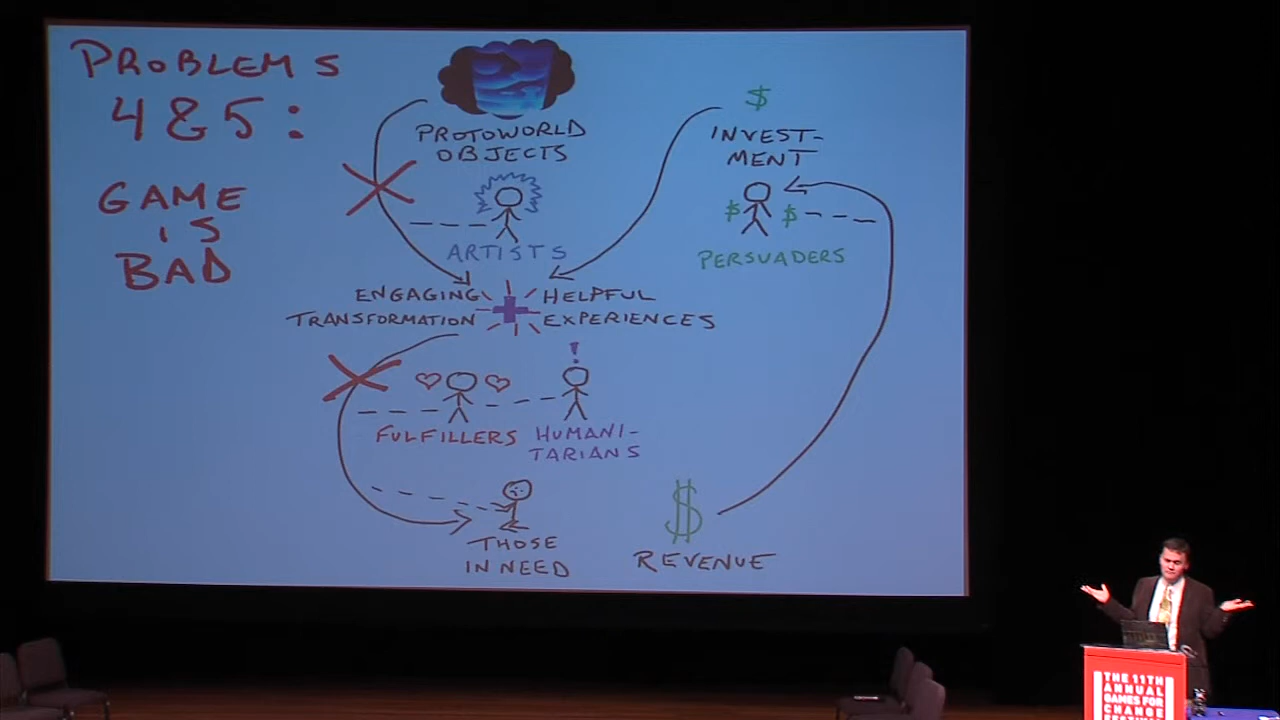 PROBLEMS
4 & 5:
GAME
IS
BAD
PROTOWORLD
OBJECTS
ARTISTS
$
INVEST-
MENT
$ $
PERSUADERS
ENGAGING
TRANSFORMATION
HELPFUL
EXPERIENCES
!
FULFILLERS
HUMANI-
TARIANS
THOSE
IN NEED
$
REVENUE
THE 11TH
ANNUAL
GAMES FOR
CHANGE